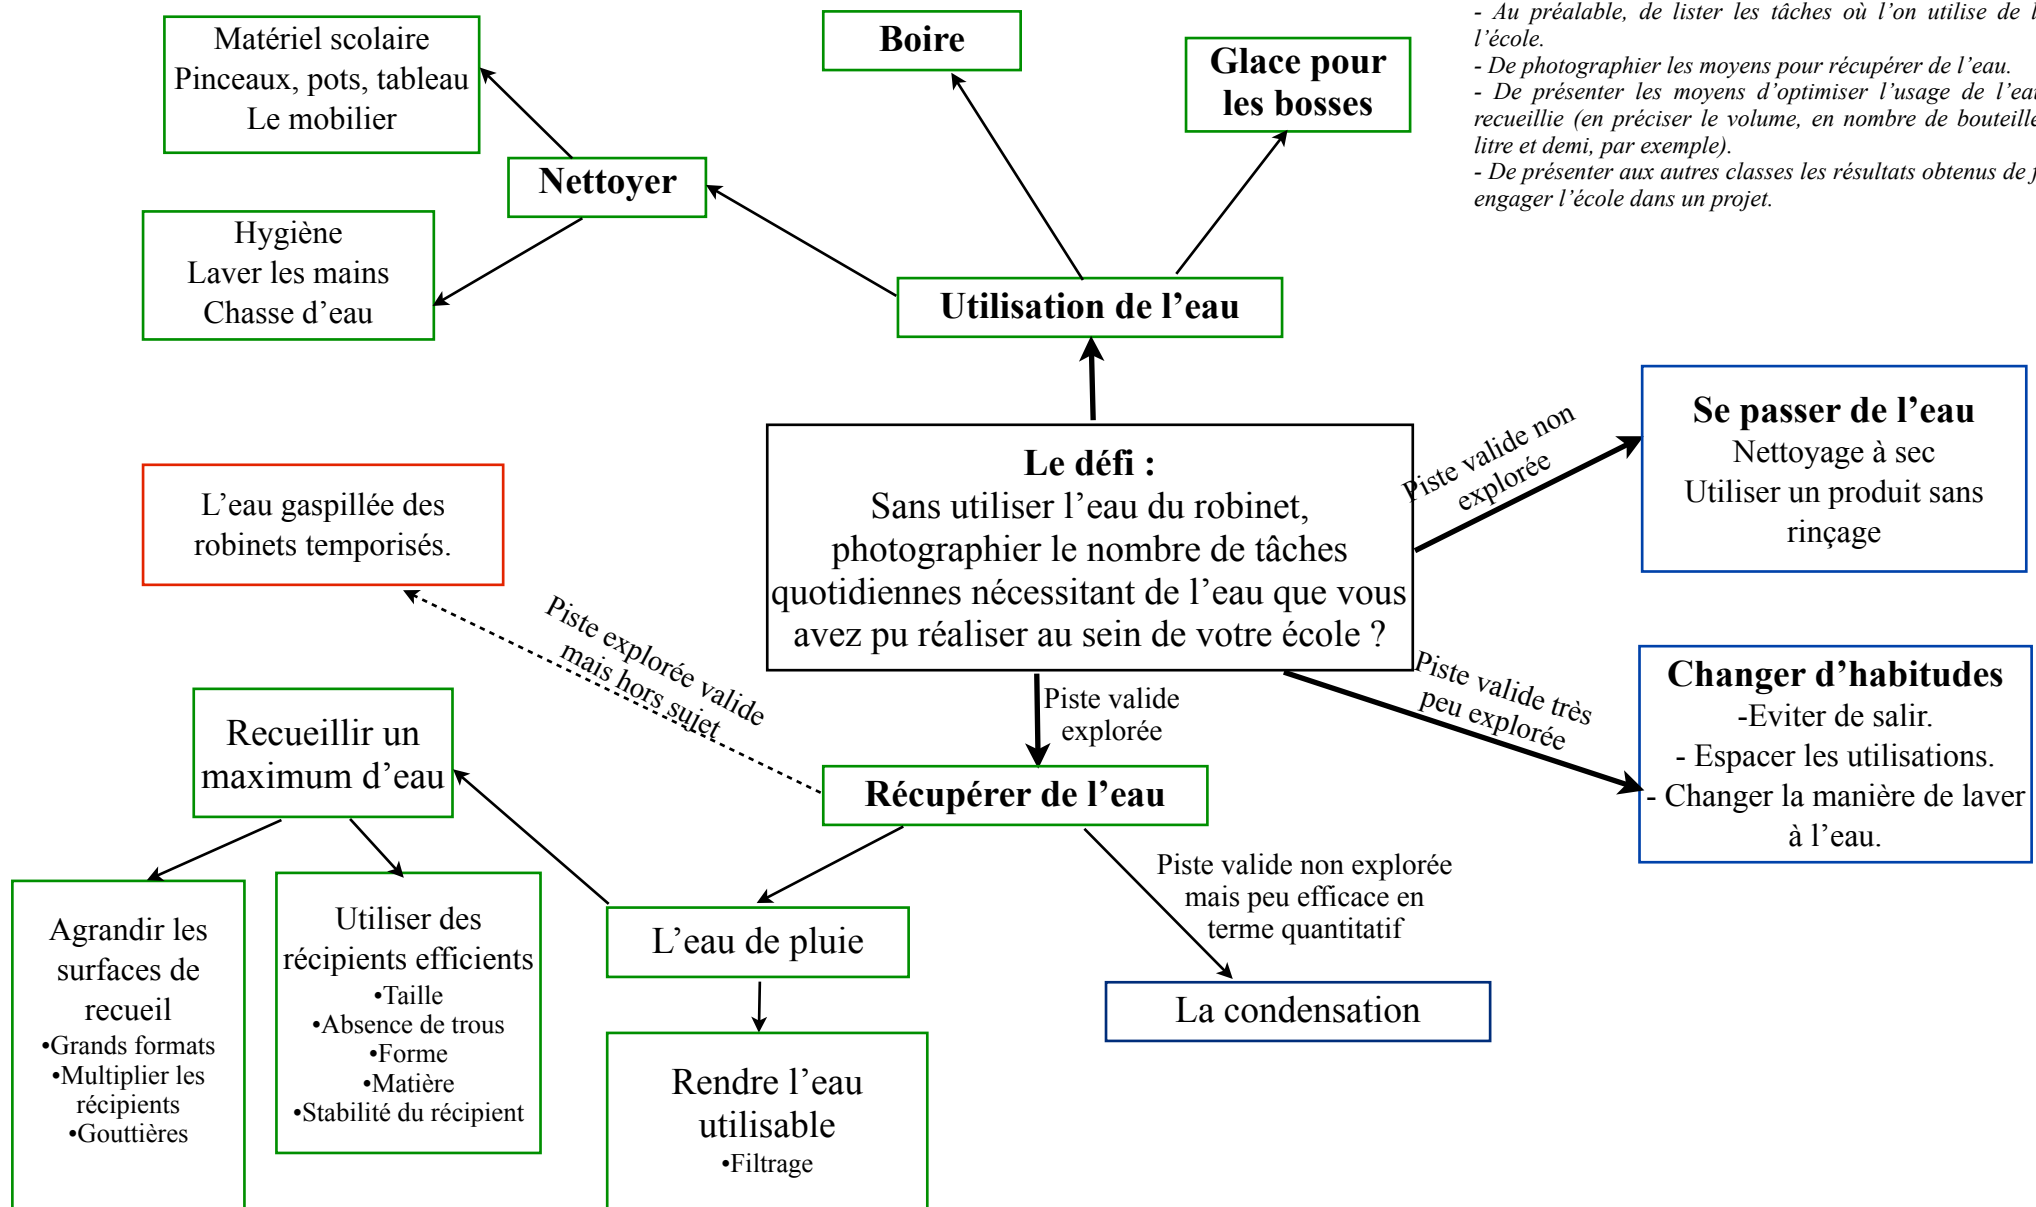 - Au préalable, de lister les tâches où l’on utilise de
l’école.
- De photographier les moyens pour récupérer de l’eau.
- De présenter les moyens d’optimiser l’usage de
recueillie (en préciser le volume, en nombre de
litre et demi, par exemple).
- De présenter aux autres classes les résultats obtenus de
engager l’école dans un projet.
Matériel scolaire
Pinceaux, pots, tableau
Le mobilier
Boire
Glace pour
les bosses
Nettoyer
Hygiène
Laver les mains
Chasse d’eau
Utilisation de l’eau
Le défi :
Sans utiliser l’eau du robinet,
photographier le nombre de tâches
quotidiennes nécessitant de l’eau que vous
avez pu réaliser au sein de votre école ?
Piste valide non
explorée
Se passer de l’eau
Nettoyage à sec
Utiliser un produit sans
rinçage
L’eau gaspillée des
robinets temporisés.
Piste explorée valide
mais hors sujet
Piste valide
explorée
Piste valide très
peu explorée
Changer d’habitudes
-Eviter de salir.
- Espacer les utilisations.
- Changer la manière de laver
à l’eau.
Recueillir un
maximum d’eau
Récupérer de l’eau
Piste valide non explorée
mais peu efficace en
terme quantitatif
Agrandir les
surfaces de
recueil
•Grands formats
•Multiplier les
récipients
•Gouttières
Utiliser des
récipients efficients
•Taille
•Absence de trous
•Forme
•Matière
•Stabilité du récipient
L’eau de pluie
La condensation
Rendre l’eau
utilisable
•Filtrage